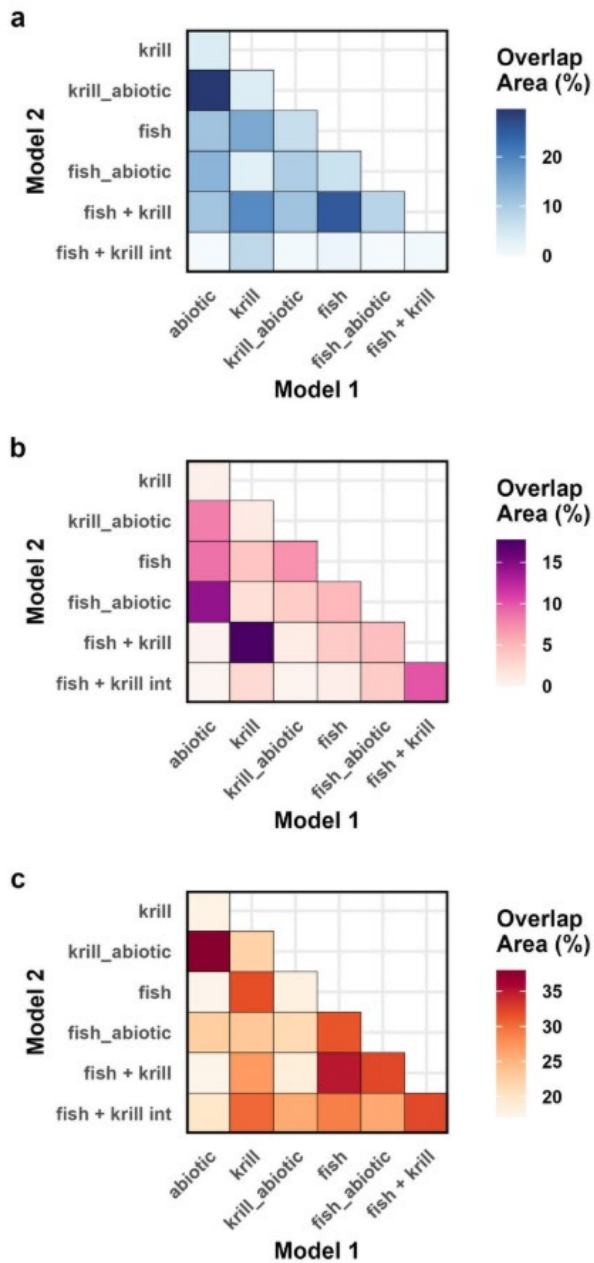 a
krill
krill_abiotic
fish
fish_abiotic
fish + krill
fish + krill int
Model 2
abiotic
krill
krill_abiotic
fish
fish_abiotic
fish + krill
Model 1
Overlap
Area (%)
20
10
0
b
krill
krill_abiotic
fish
fish_abiotic
fish + krill
fish + krill int
Model 2
abiotic
krill
krill_abiotic
fish
fish_abiotic
fish + krill
Model 1
Overlap
Area (%)
15
10
5
0
c
krill
krill_abiotic
fish
fish_abiotic
fish + krill
fish + krill int
Model 2
abiotic
krill
krill_abiotic
fish
fish_abiotic
fish + krill
Model 1
Overlap
Area (%)
35
30
25
20